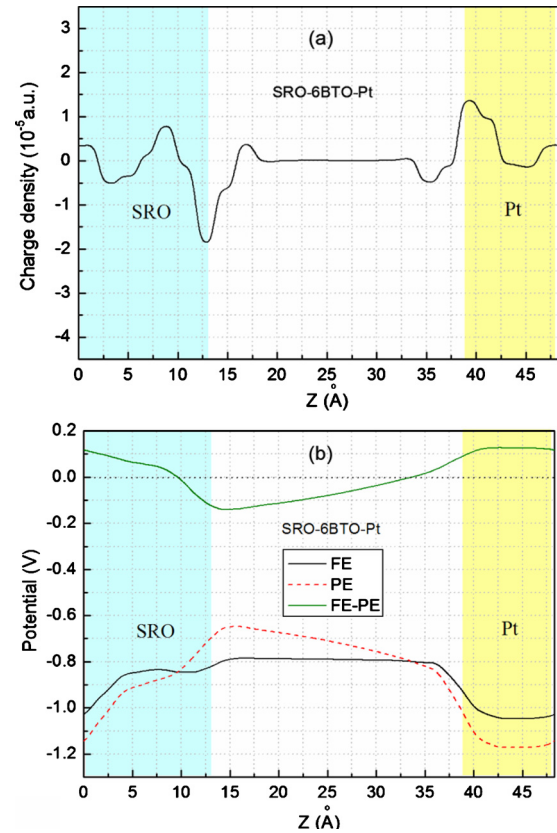 (a)
SRO-6BTO-Pt
SRO
Pt
Charge density (10⁻⁵a.u.)
3
2
1
0
-1
-2
-3
-4
0 5 10 15 20 25 30 35 40 45
Z (Å)
(b)
SRO-6BTO-Pt
FE
PE
FE-PE
SRO
Pt
Potential (V)
0.2
0.0
-0.2
-0.4
-0.6
-0.8
-1.0
-1.2
0 5 10 15 20 25 30 35 40 45
Z (Å)